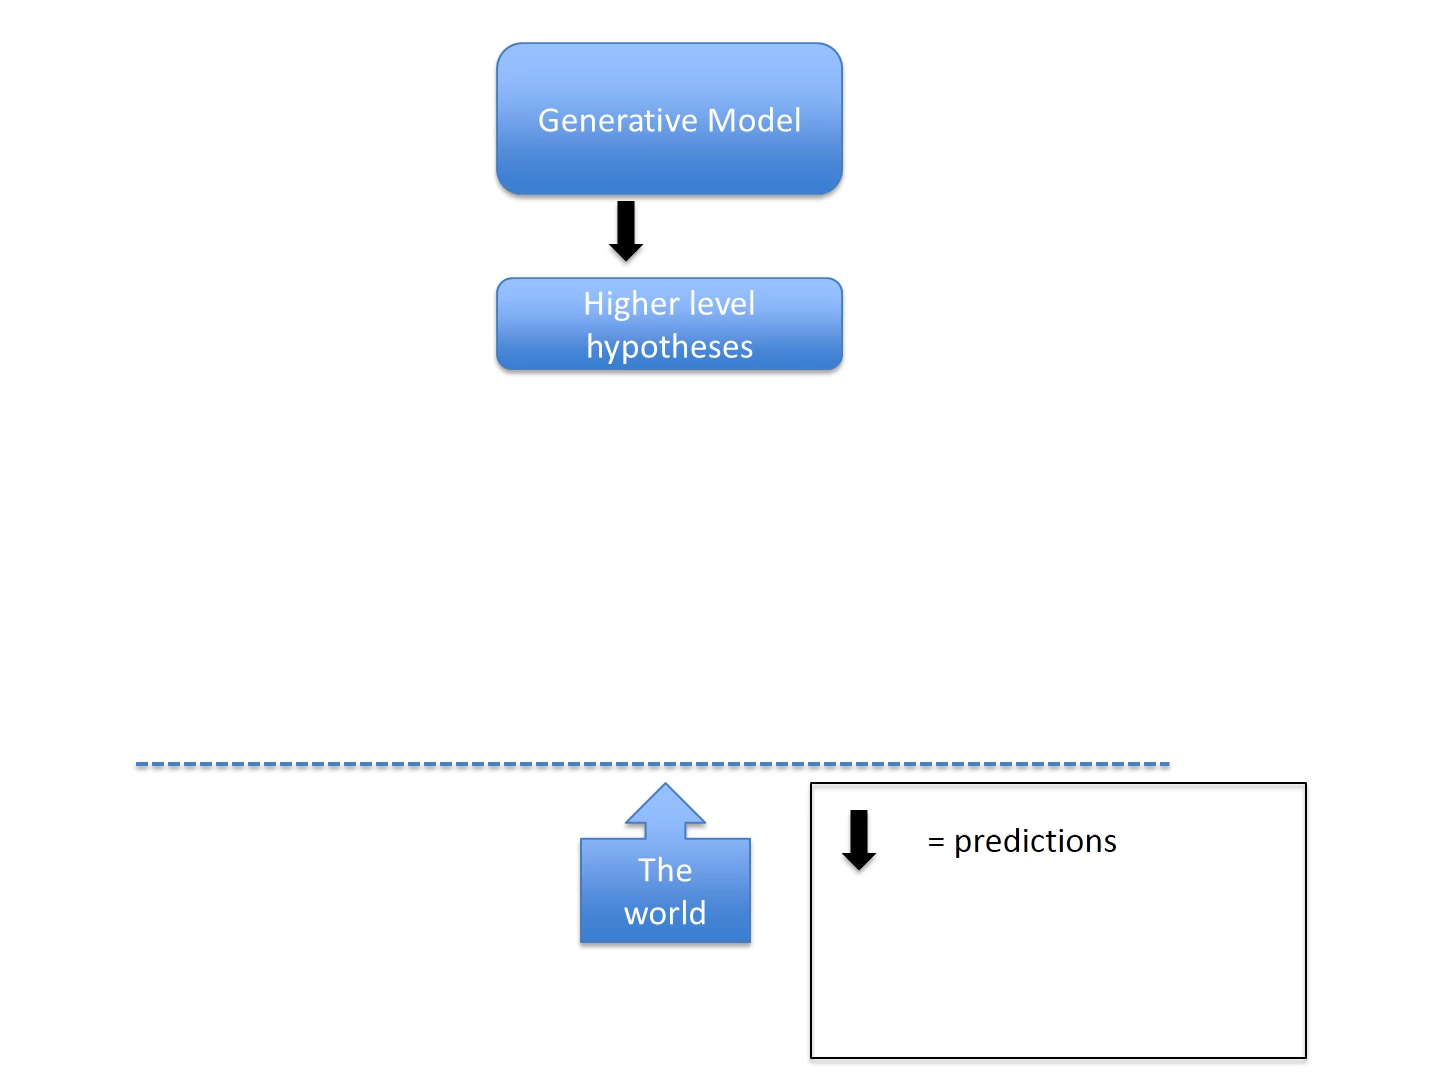 Generative Model
Higher level
hypotheses
The
world
= predictions